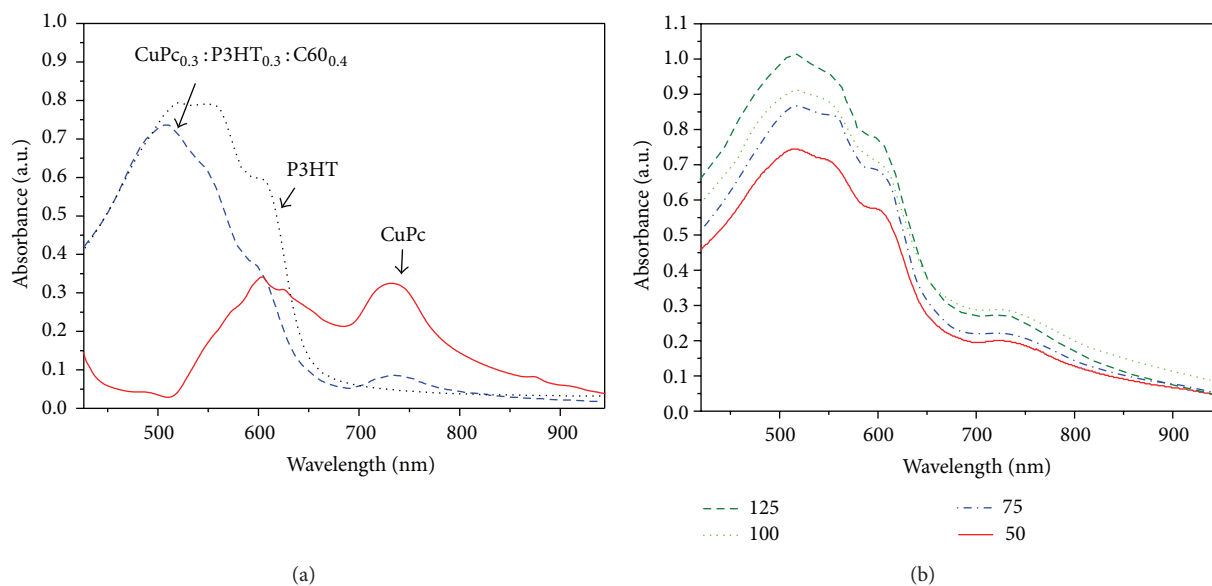 1.0
0.9
0.8
0.7
0.6
0.5
0.4
0.3
0.2
0.1
0.0
Absorbance (a.u.)
CuPc0.3 : P3HT0.3 : C600.4
P3HT
CuPc
500 600 700 800 900
Wavelength (nm)
(a)
1.1
1.0
0.9
0.8
0.7
0.6
0.5
0.4
0.3
0.2
0.1
0.0
Absorbance (a.u.)
500 600 700 800 900
Wavelength (nm)
125 75
100 50
(b)